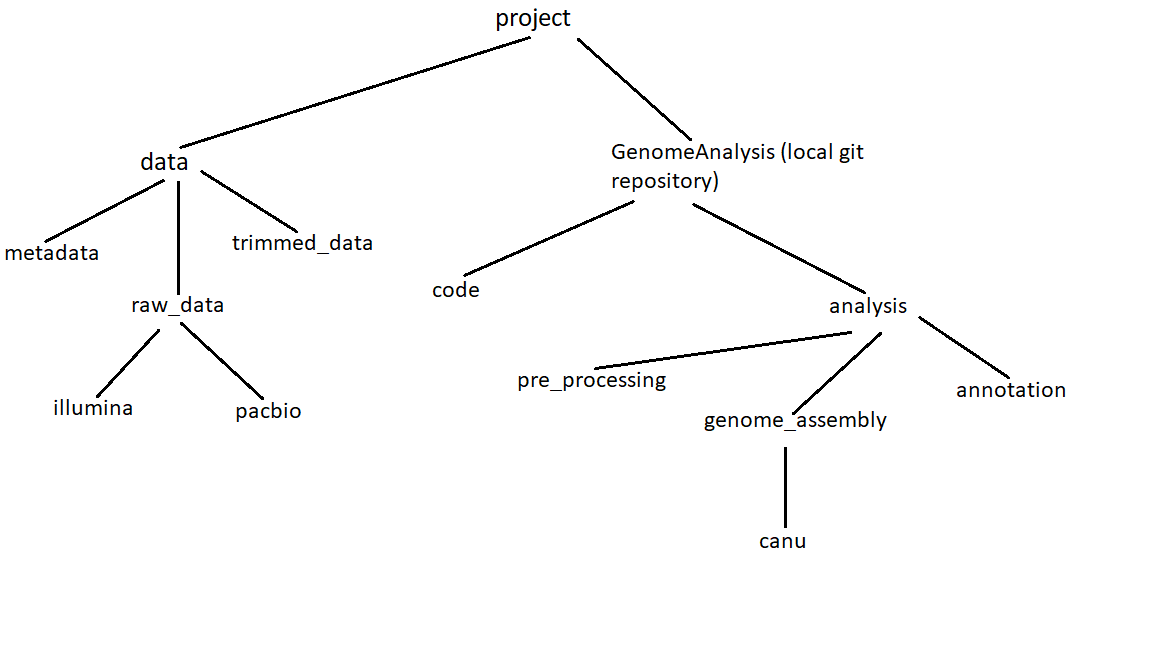 project
data
GenomeAnalysis (local git
repository)
metadata
trimmed_data
code
raw_data
analysis
pre_processing
annotation
illumina
pacbio
genome_assembly
canu